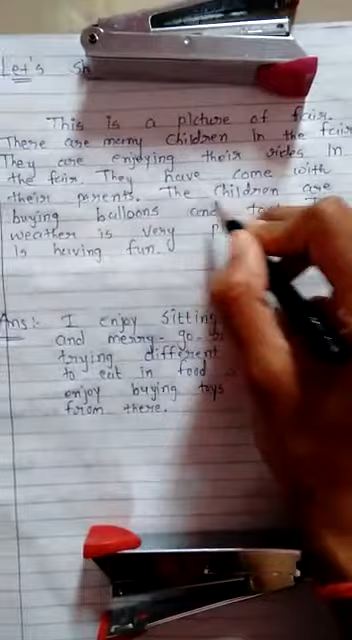 Let's Sh
This is a picture of fair.
There are many Children in the fair
They are enjoying their rides in
the fair. They have come with
their perents. The Children are
buying balloons and
weather is very
is having fun.
Ans:- I enjoy Sitting
and merry-go-
trying different
to eat in food
enjoy buying toys
from there.